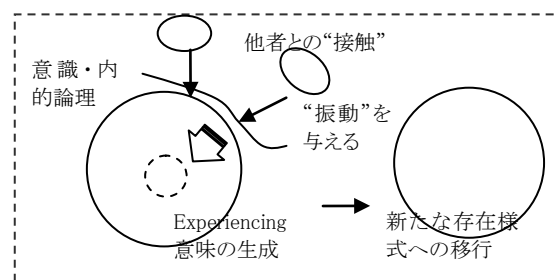 他者との“接触”
意識・内
的論理
“振動”を
与える
Experiencing
意味の生成
新たな存在様
式への移行